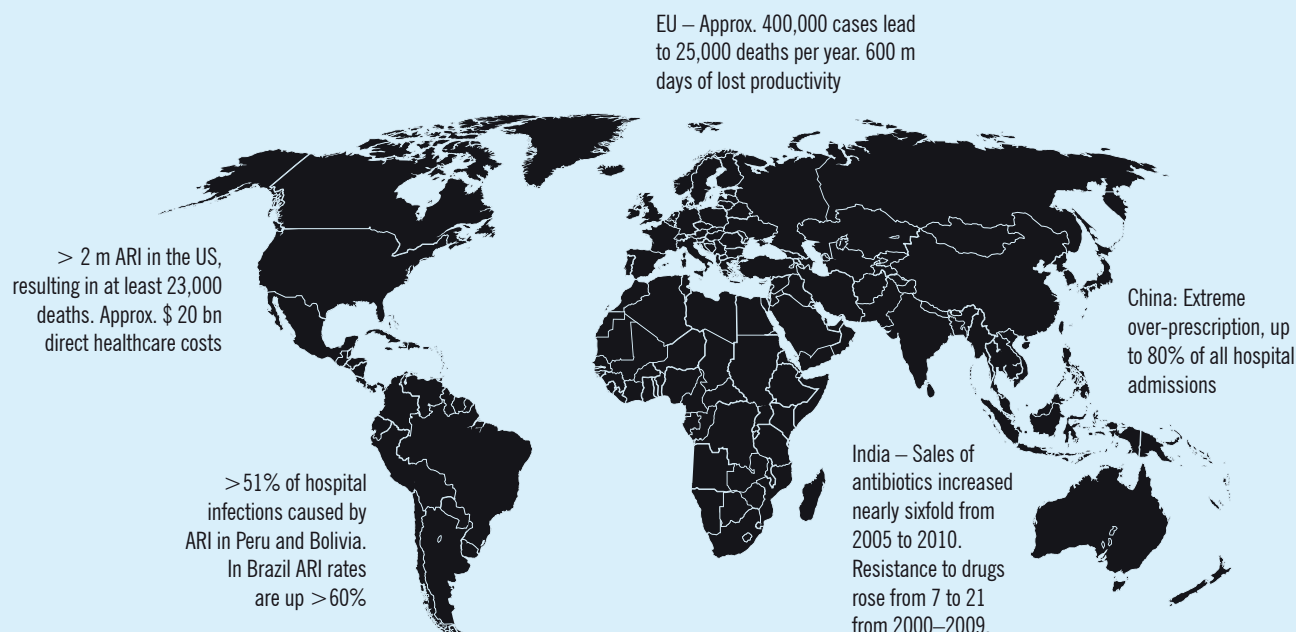 EU – Approx. 400,000 cases lead
to 25,000 deaths per year. 600 m
days of lost productivity
> 2 m ARI in the US,
resulting in at least 23,000
deaths. Approx. $ 20 bn
direct healthcare costs
China: Extreme
over-prescription, up
to 80% of all hospital
admissions
>51% of hospital
infections caused by
ARI in Peru and Bolivia.
In Brazil ARI rates
are up >60%
India – Sales of
antibiotics increased
nearly sixfold from
2005 to 2010.
Resistance to drugs
rose from 7 to 21
from 2000–2009.